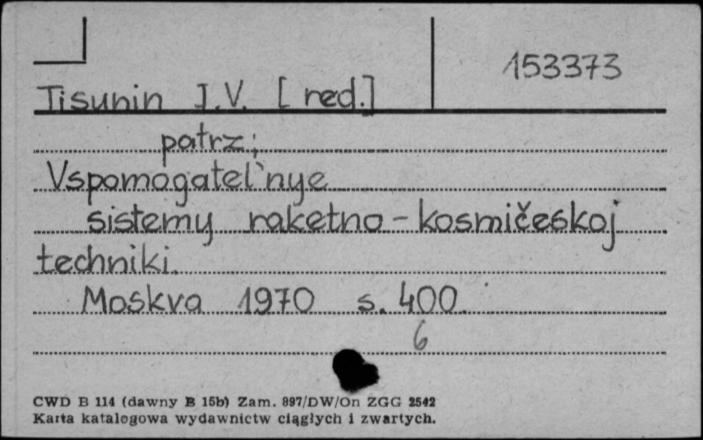 153373
Tisunin I.V. [red.]
patrz:
Vspomogatel'nye
sistemy raketno-kosmičeskoj
techniki.
Moskva 1970 s. 400.
6
CWD B 114 (dawny B 15b) Zam. 897/DW/On ZGG 2542
Karta katalogowa wydawnictw ciągłych i zwartych.